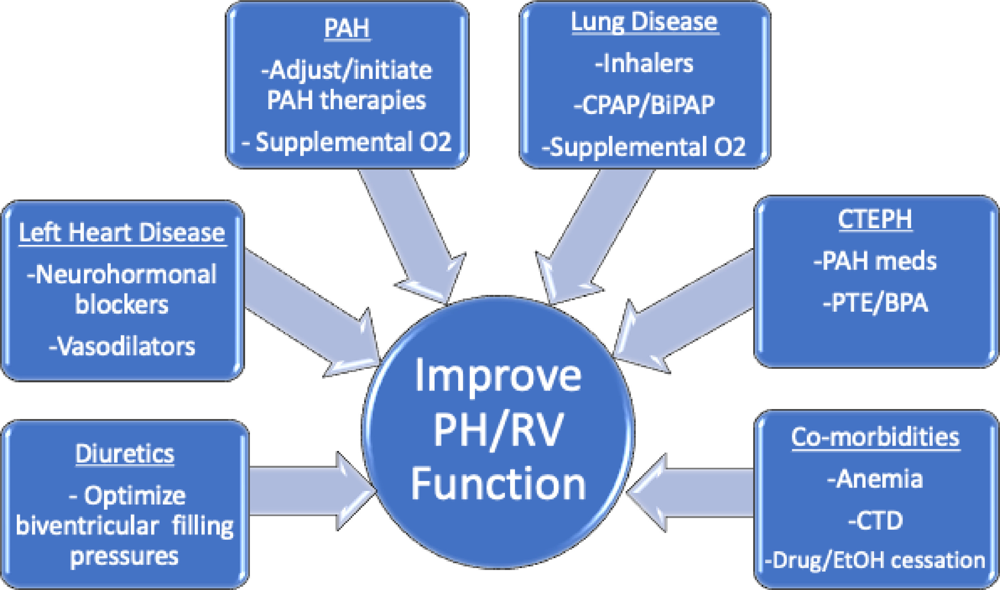 PAH
-Adjust/initiate
PAH therapies
- Supplemental O2
Lung Disease
-Inhalers
-CPAP/BiPAP
-Supplemental O2
Left Heart Disease
-Neurohormonal
blockers
-Vasodilators
CTEPH
-PAH meds
-PTE/BPA
Diuretics
- Optimize
biventricular filling
pressures
Improve
PH/RV
Function
Co-morbidities
-Anemia
-CTD
-Drug/EtOH cessation